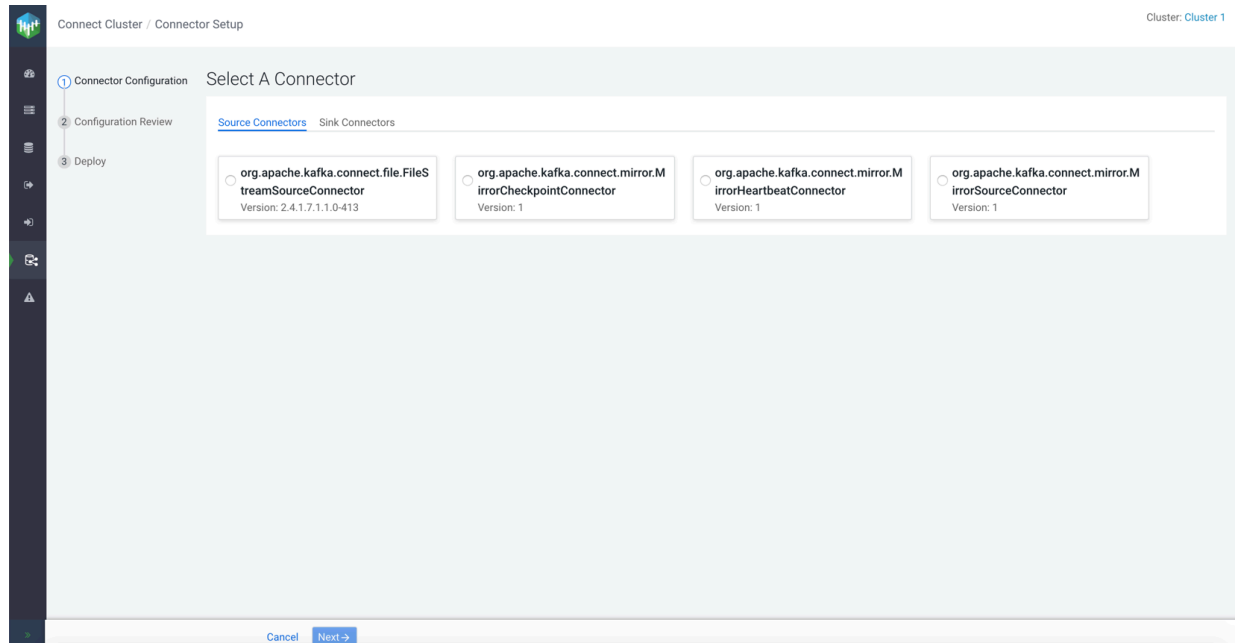 Connect Cluster / Connector Setup
Cluster: Cluster 1
1 Connector Configuration
2 Configuration Review
3 Deploy
Select A Connector
Source Connectors Sink Connectors
org.apache.kafka.connect.file.FileS
treamSourceConnector
Version: 2.4.1.7.1.1.0-413
org.apache.kafka.connect.mirror.M
irrorCheckpointConnector
Version: 1
org.apache.kafka.connect.mirror.M
irrorHeartbeatConnector
Version: 1
org.apache.kafka.connect.mirror.M
irrorSourceConnector
Version: 1
Cancel Next→